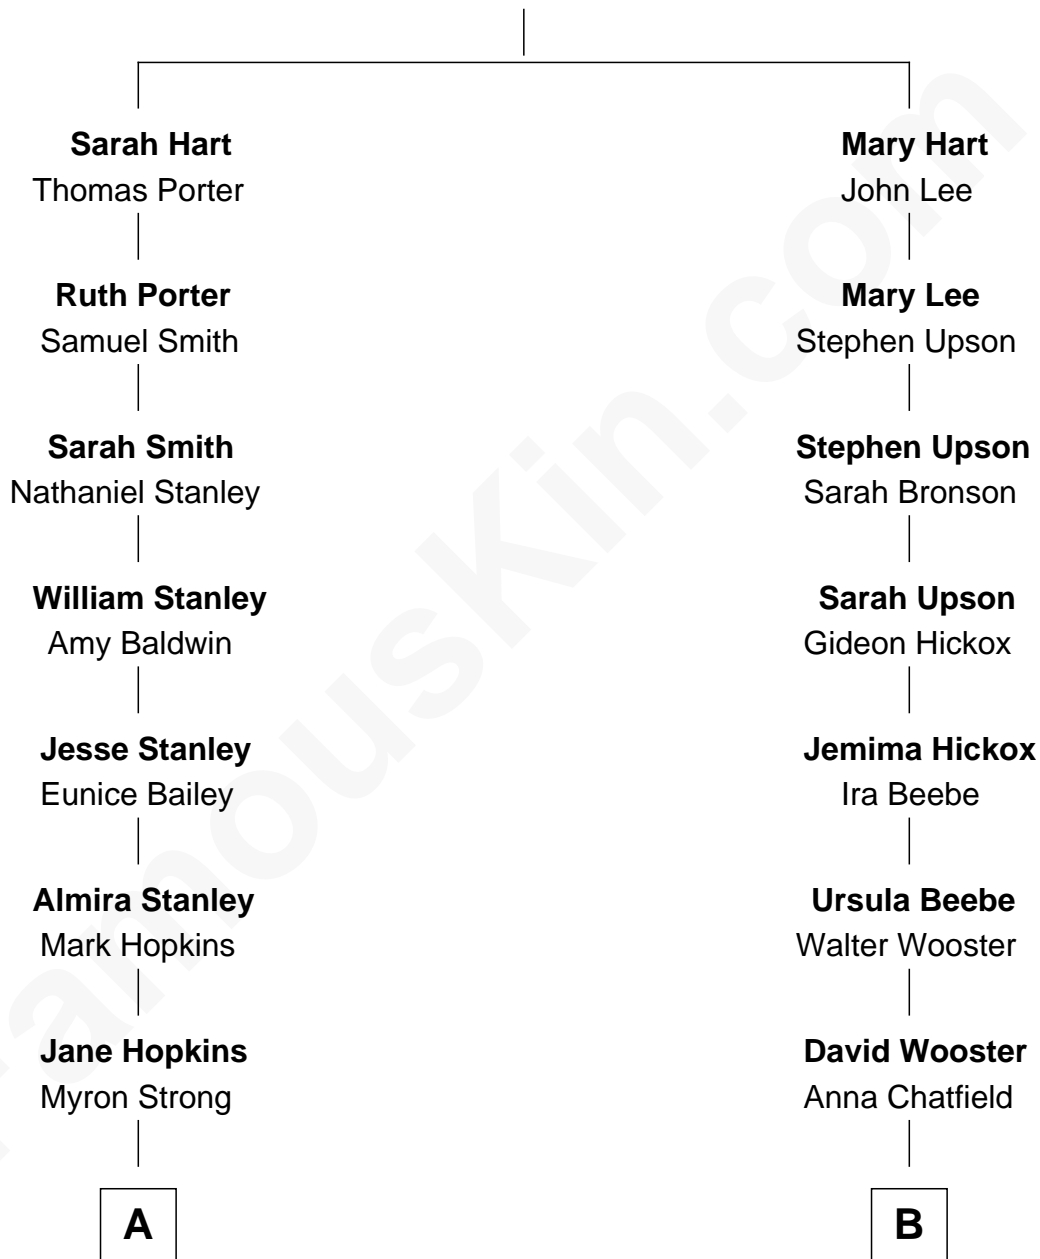 Sarah Hart
Thomas Porter
Ruth Porter
Samuel Smith
Sarah Smith
Nathaniel Stanley
William Stanley
Amy Baldwin
Jesse Stanley
Eunice Bailey
Almira Stanley
Mark Hopkins
Jane Hopkins
Myron Strong
A
Mary Hart
John Lee
Mary Lee
Stephen Upson
Stephen Upson
Sarah Bronson
Sarah Upson
Gideon Hickox
Jemima Hickox
Ira Beebe
Ursula Beebe
Walter Wooster
David Wooster
Anna Chatfield
B
FamousKin.com